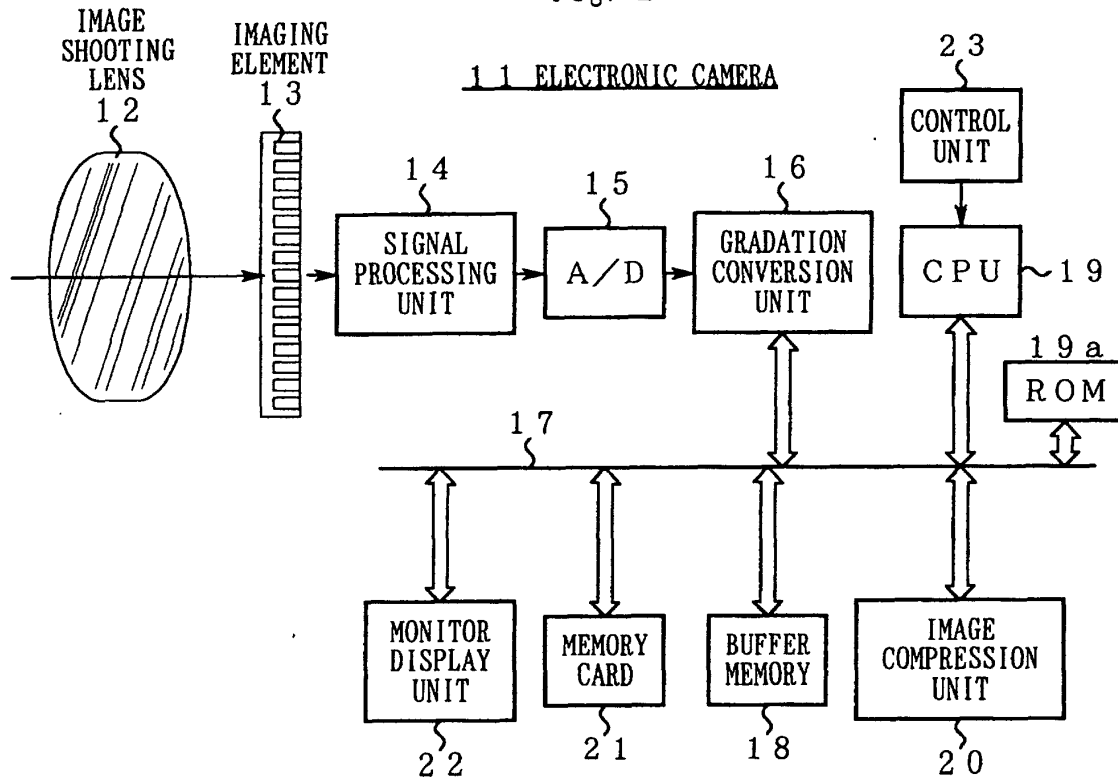 IMAGE
SHOOTING
LENS
12
IMAGING
ELEMENT
13
11 ELECTRONIC CAMERA
23
CONTROL
UNIT
14
SIGNAL
PROCESSING
UNIT
15
A/D
16
GRADATION
CONVERSION
UNIT
CPU
19
19a
ROM
17
MONITOR
DISPLAY
UNIT
22
MEMORY
CARD
21
BUFFER
MEMORY
18
IMAGE
COMPRESSION
UNIT
20